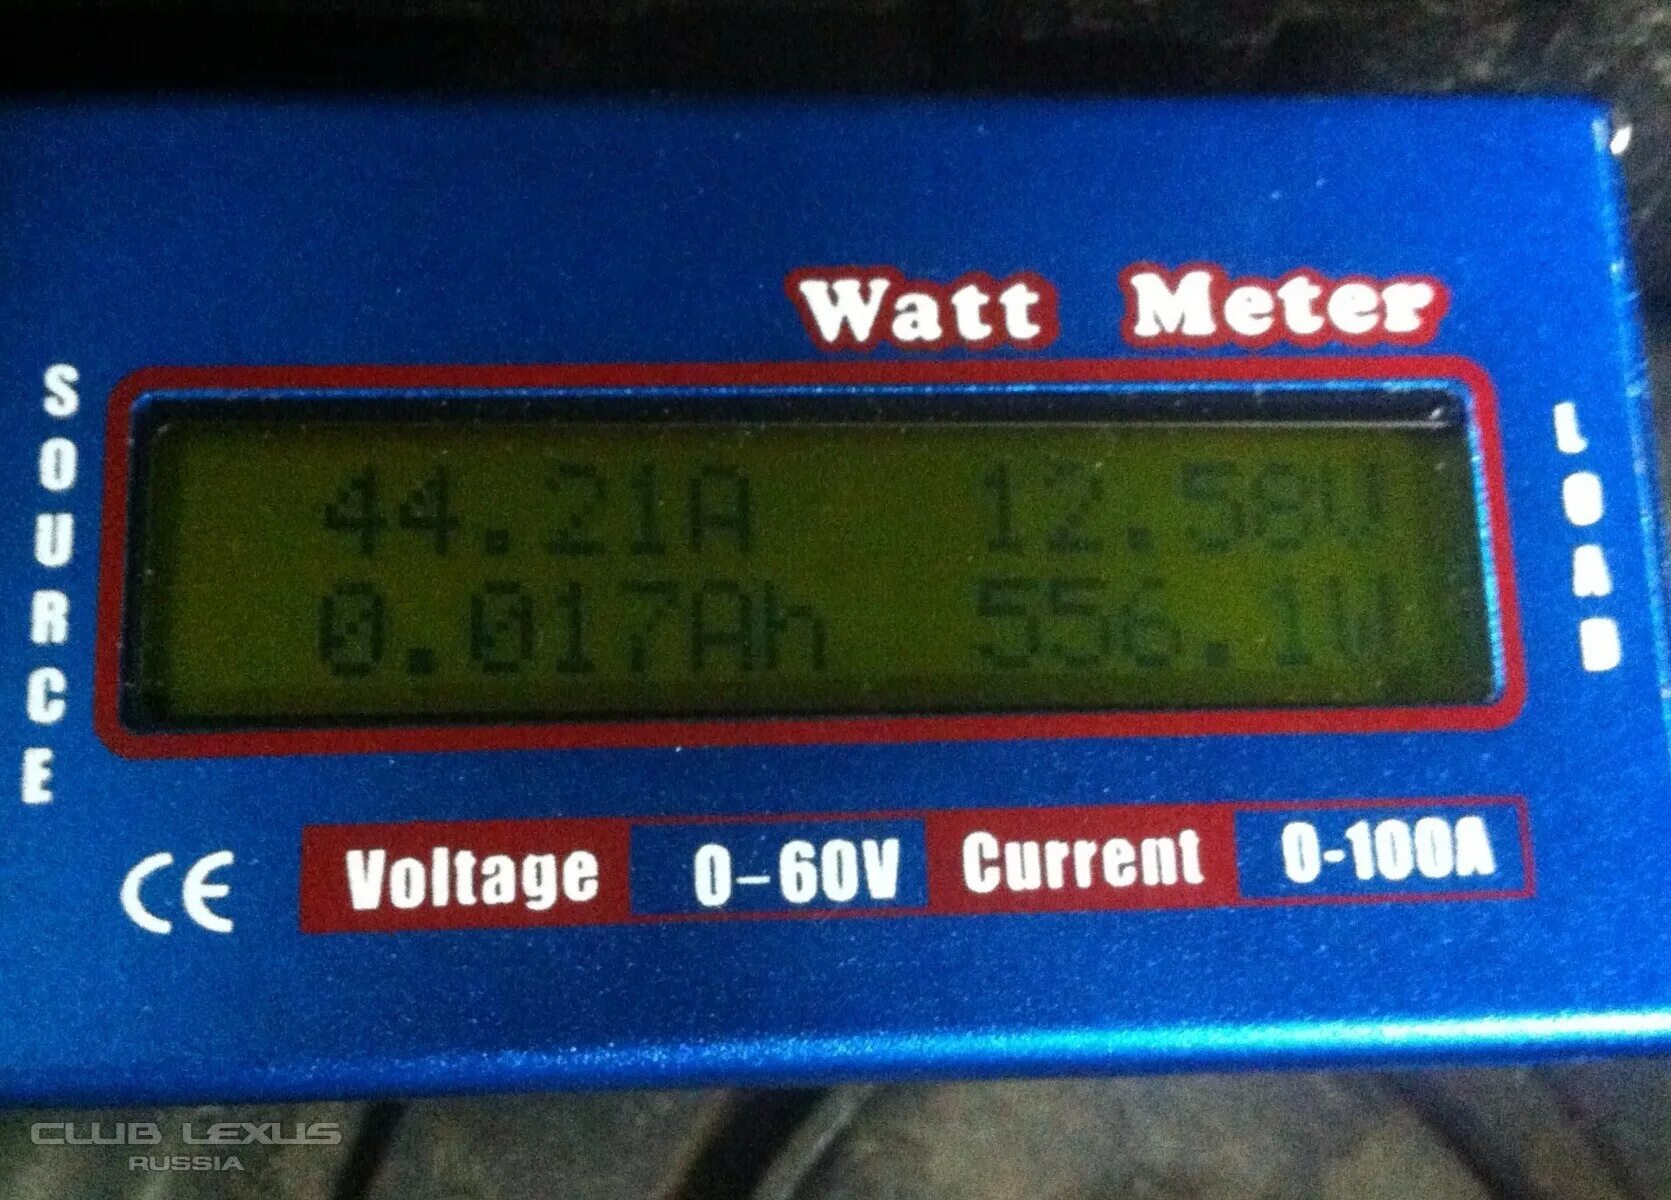 Watt Meter
SOURCE
44.21A 12.58V
0.017Ah 556.1W
LOAD
CE Voltage 0-60V Current 0-100A
CLUB LEXUS
RUSSIA